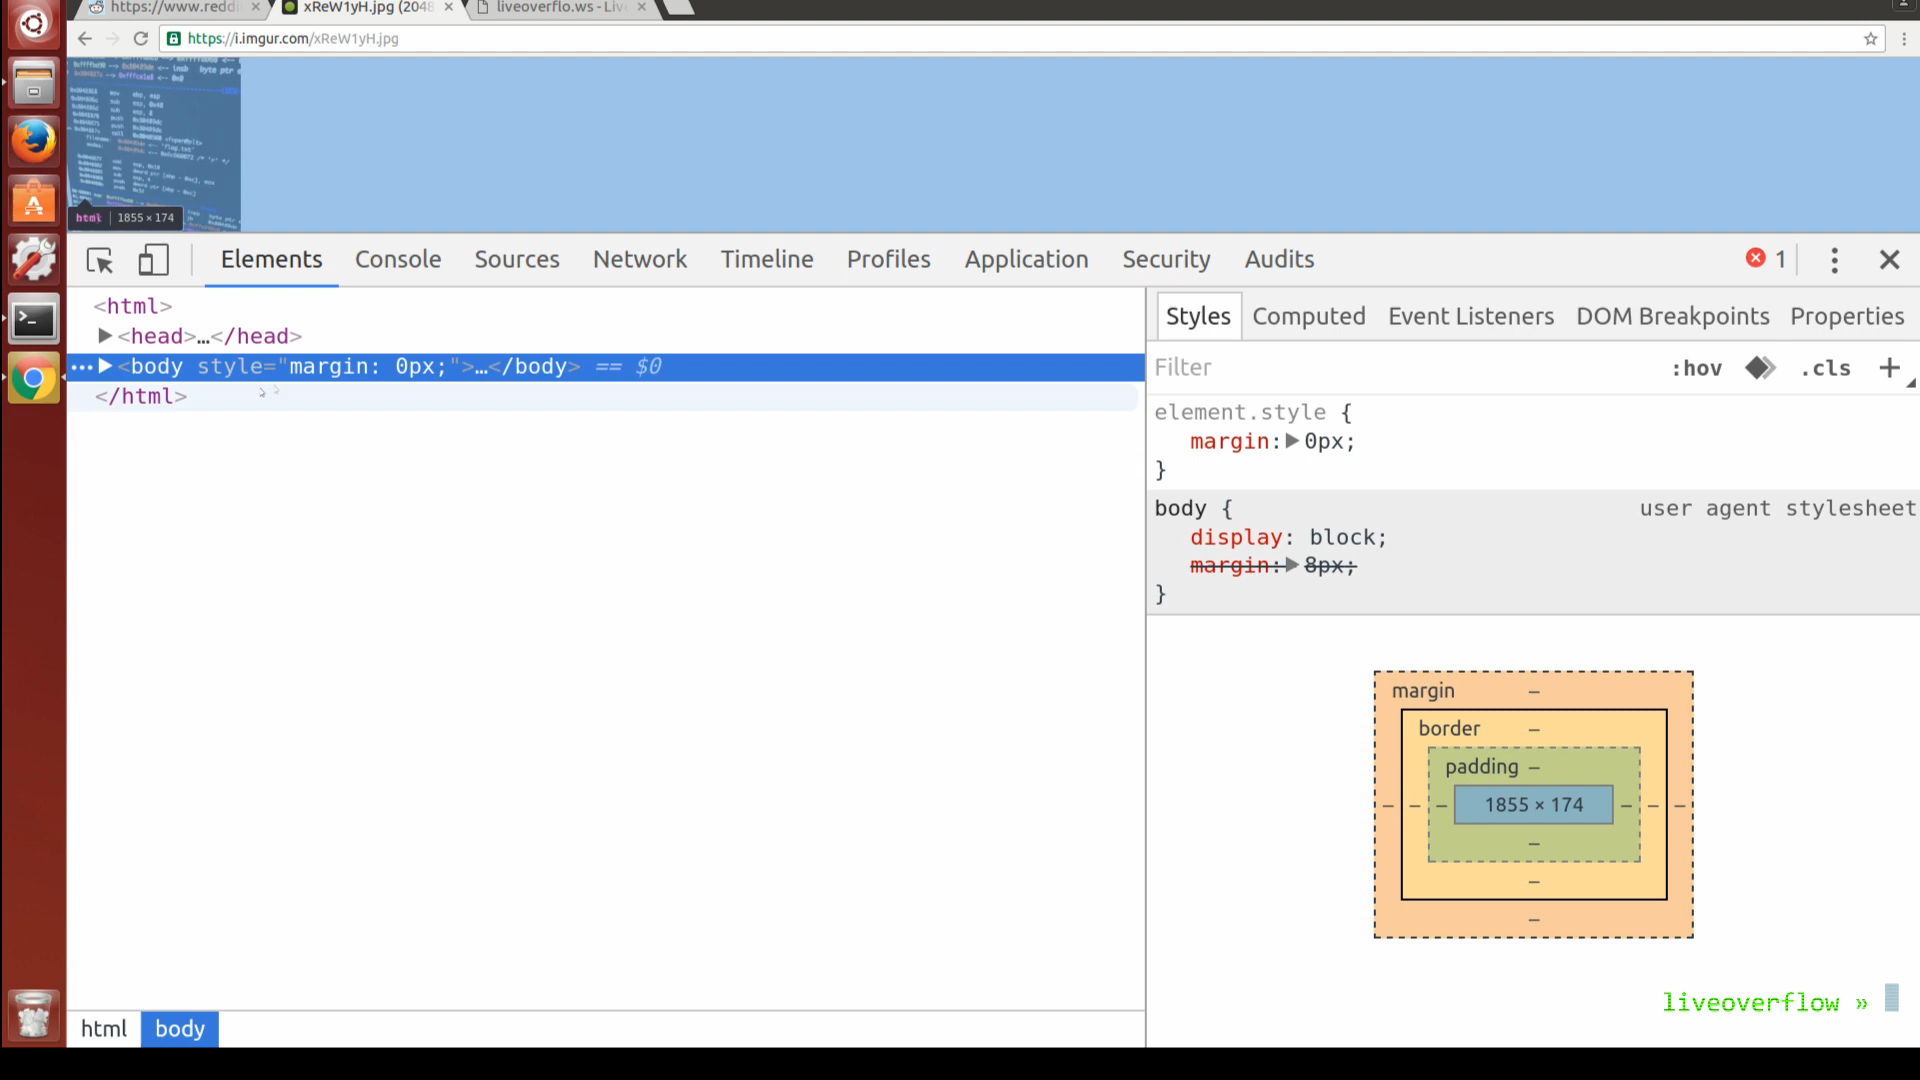 https://www.reddi
xReW1yH.jpg (2048
liveoverflo.ws - Liv
https://i.imgur.com/xReW1yH.jpg
html 1855 × 174
Elements Console Sources Network Timeline Profiles Application Security Audits 1
<html>
<head>…</head>
<body style="margin: 0px;">…</body> == $0
</html>
Styles Computed Event Listeners DOM Breakpoints Properties
Filter :hov .cls +
element.style {
margin: 0px;
}
body { user agent stylesheet
display: block;
margin: 8px;
}
margin –
border –
padding –
– – – 1855 × 174 – – –
–
–
–
liveoverflow »
html body